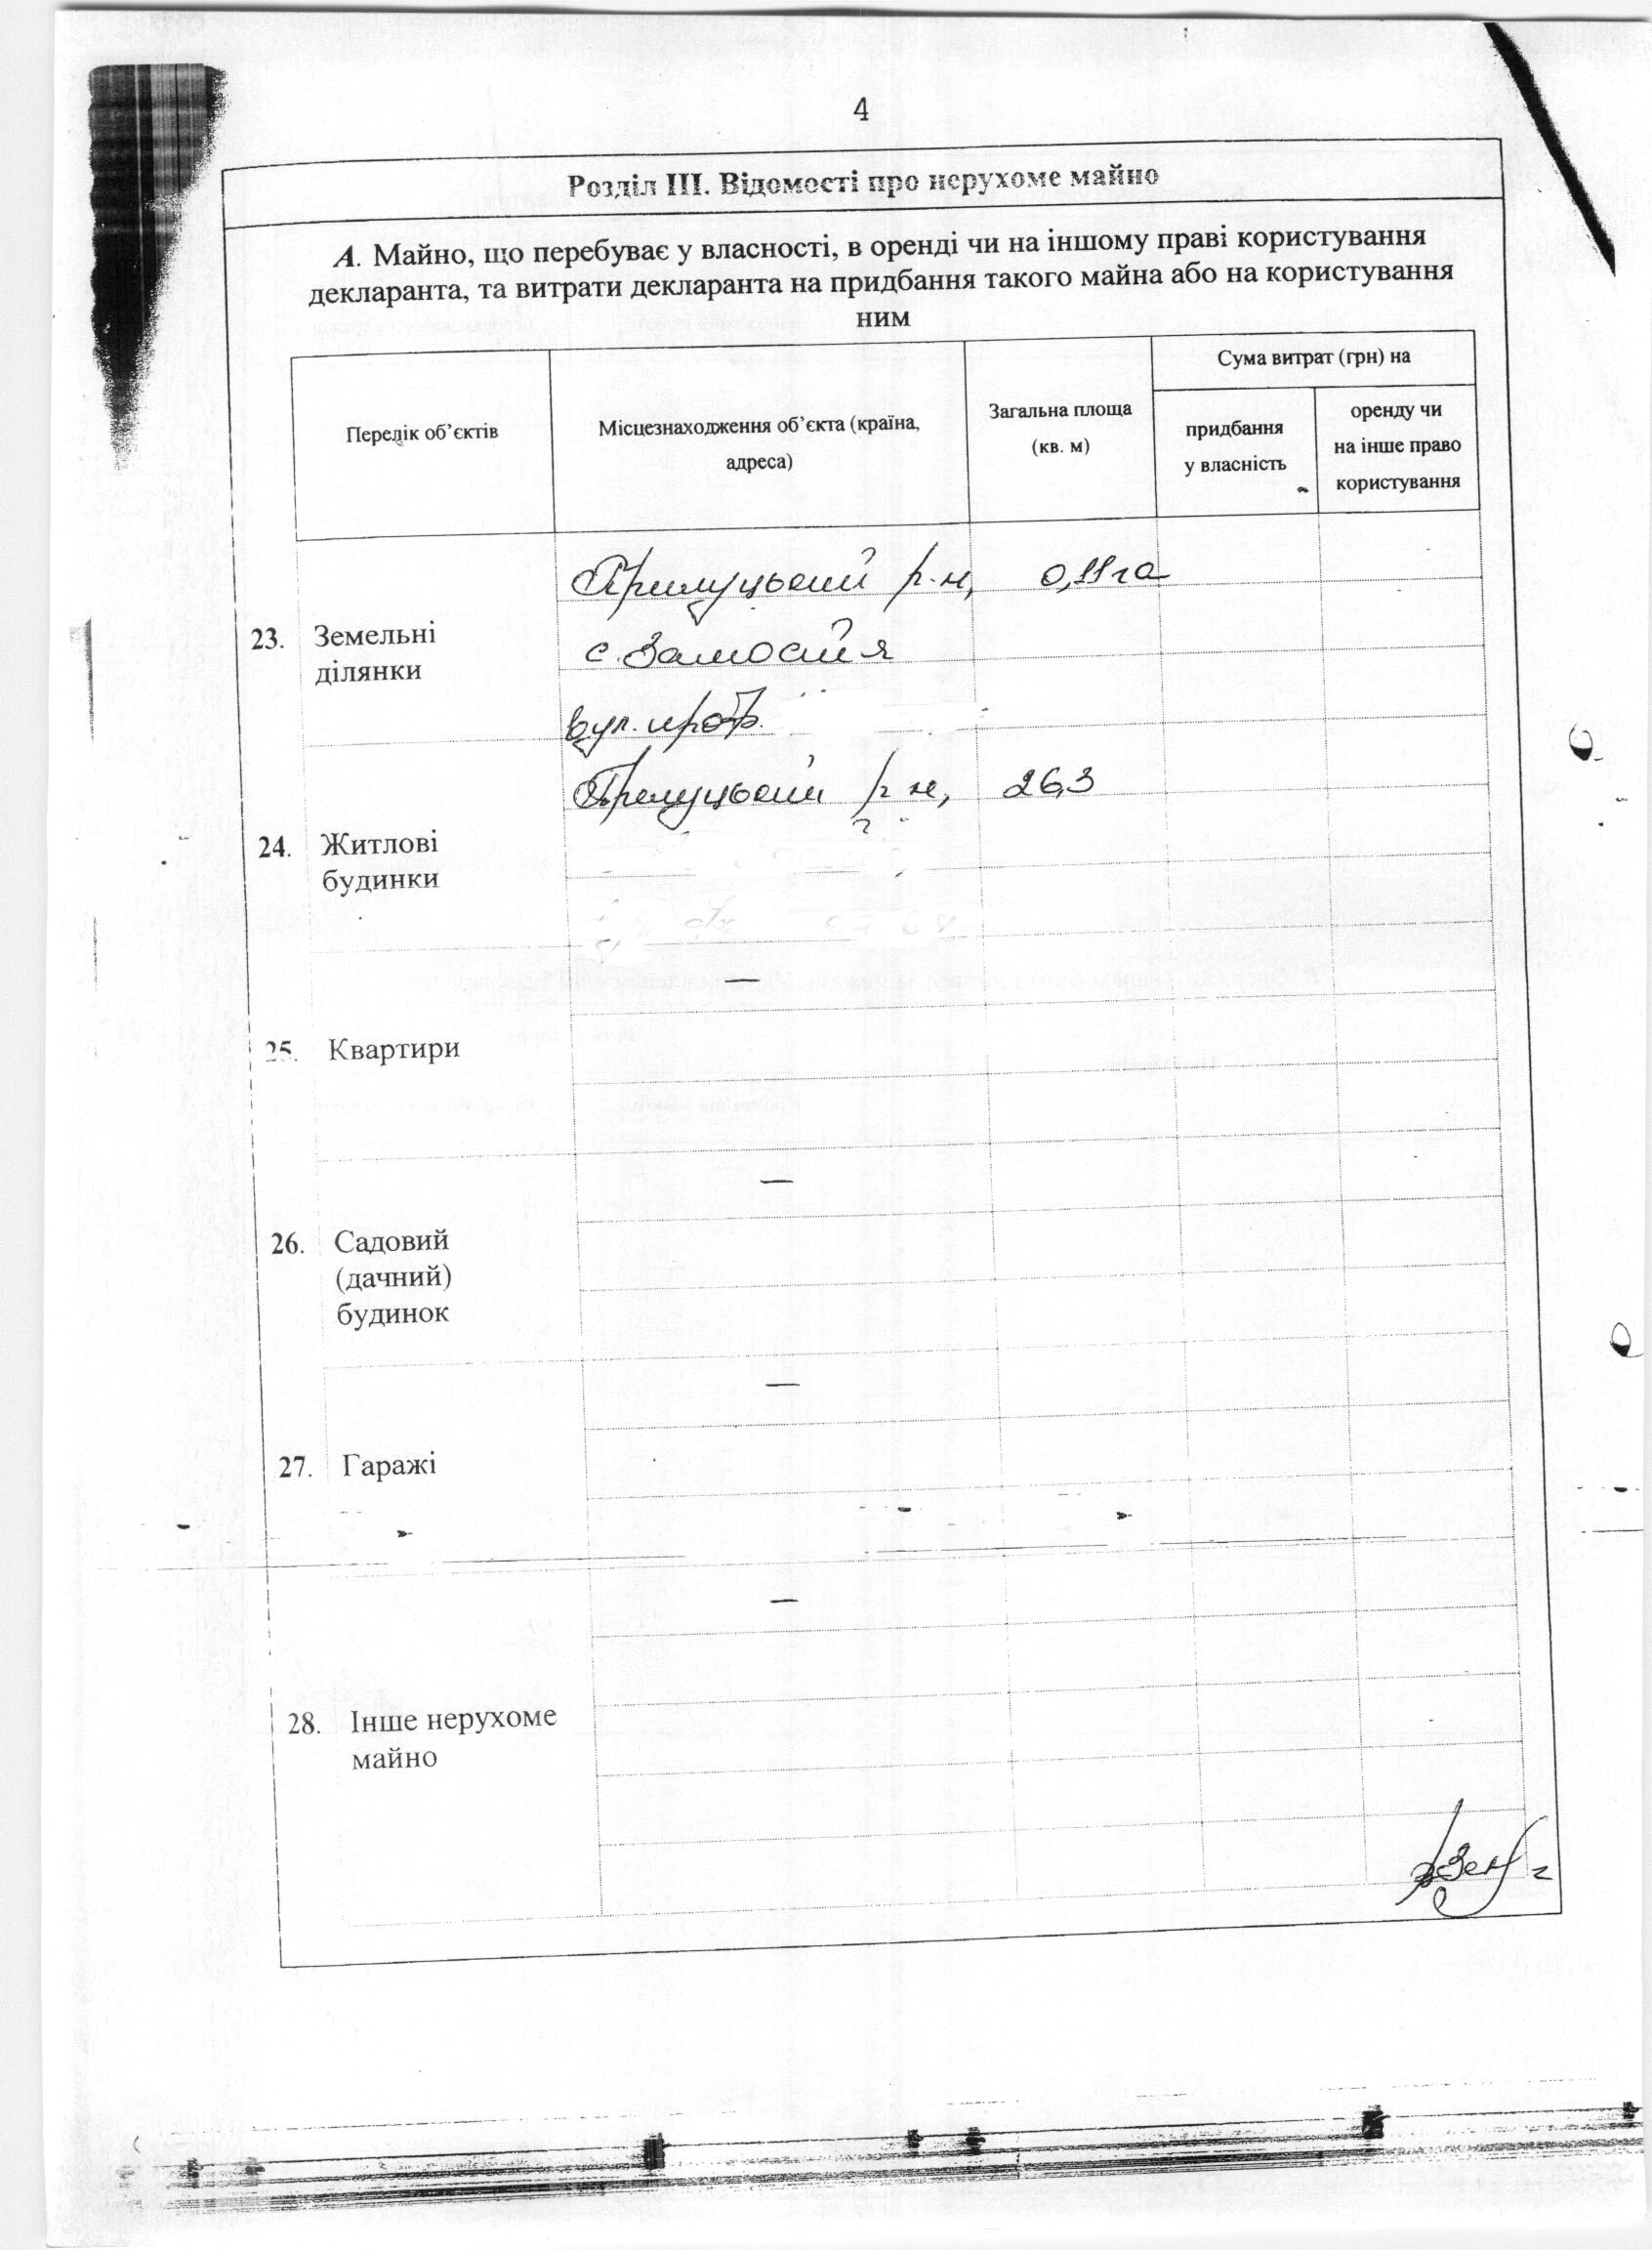 4
Розділ III. Відомості про нерухоме майно
А. Майно, що перебуває у власності, в оренді чи на іншому праві користування
декларанта, та витрати декларанта на придбання такого майна або на користування
ним
Перелік об’єктів
Місцезнаходження об’єкта (країна,
адреса)
Загальна площа
(кв. м)
Сума витрат (грн) на
придбання
у власність
оренду чи
на інше право
користування
23. Земельні
ділянки
Прилуцький р-н, 0,11га
с. Замостя
вул.
24. Житлові
будинки
Прилуцький р-н, 26,3
25. Квартири
—
26. Садовий
(дачний)
будинок
—
27. Гаражі
—
28. Інше нерухоме
майно
—